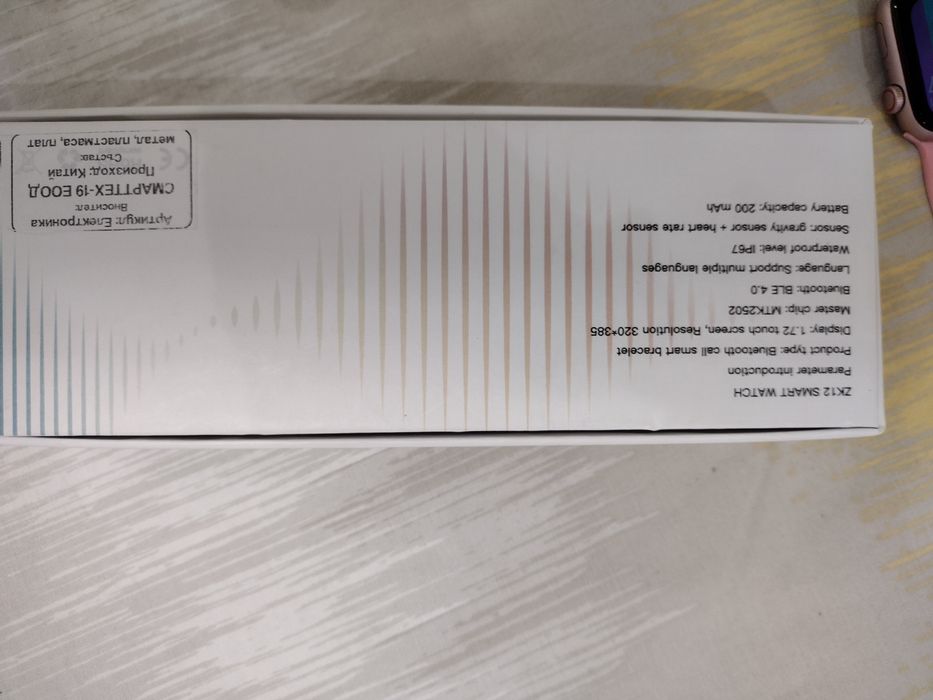 ZK12 SMART WATCH
Parameter introduction
Product type: Bluetooth call smart bracelet
Display: 1.72 touch screen, Resolution 320*385
Master chip: MTK2502
Bluetooth: BLE 4.0
Language: Support multiple languages
Waterproof level: IP67
Sensor: gravity sensor + heart rate sensor
Battery capacity: 200 mAh
Артикул: Електроника
Вносител:
СМАРТТЕХ-19 ЕООД
Произход: Китай
Състав:
метал, пластмаса, плат